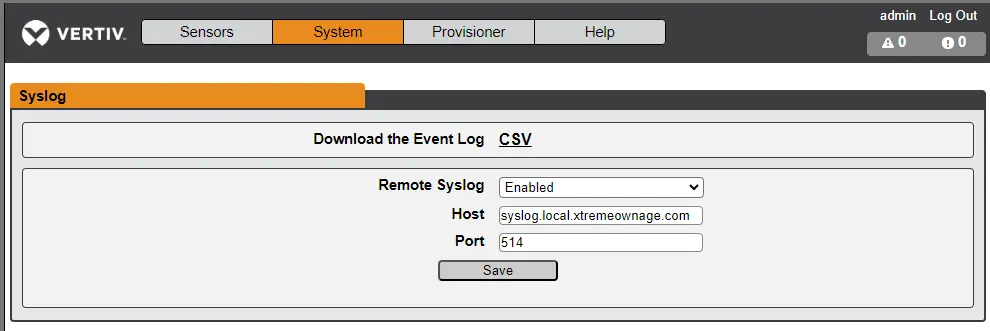 admin Log Out
VERTIV. Sensors System Provisioner Help
0 0
Syslog
Download the Event Log CSV
Remote Syslog Enabled
Host syslog.local.xtremeownage.com
Port 514
Save